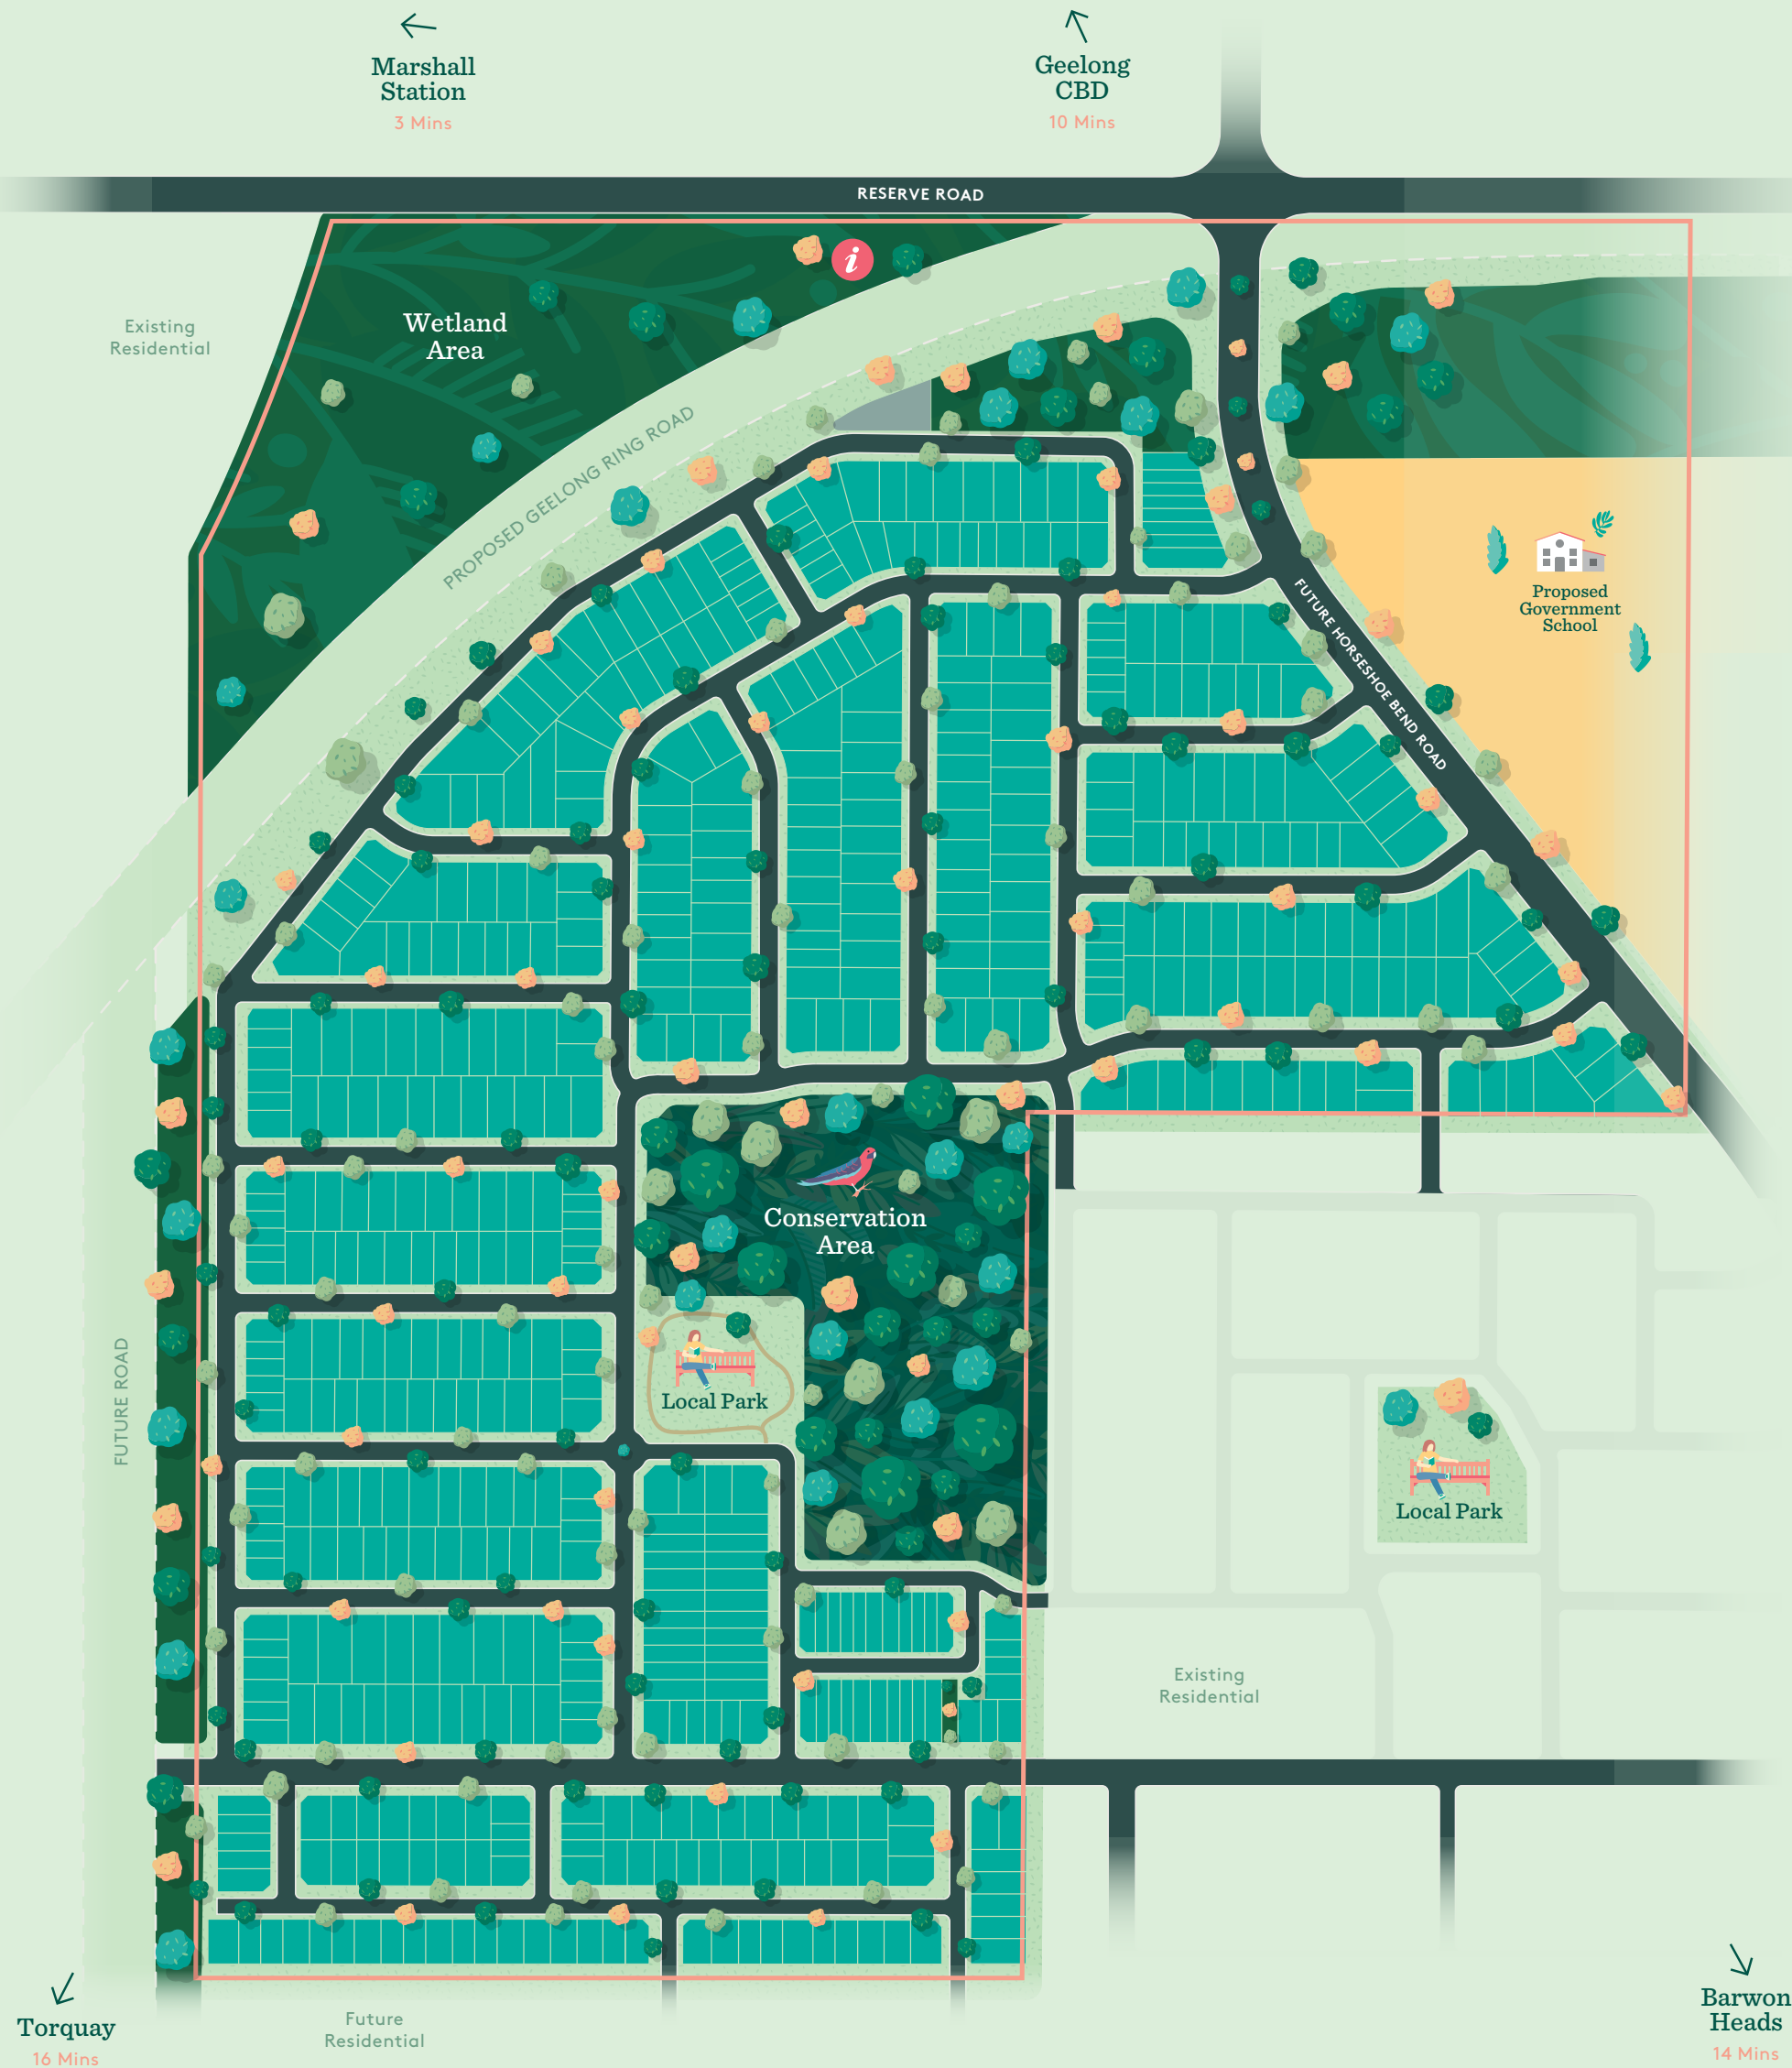 Marshall
Station
3 Mins
Geelong
CBD
10 Mins
RESERVE ROAD
i
Existing
Residential
Wetland
Area
PROPOSED GEELONG RING ROAD
Proposed
Government
School
FUTURE HORSESHOE BEND ROAD
Conservation
Area
FUTURE ROAD
Local Park
Local Park
Existing
Residential
Torquay
16 Mins
Future
Residential
Barwon
Heads
14 Mins